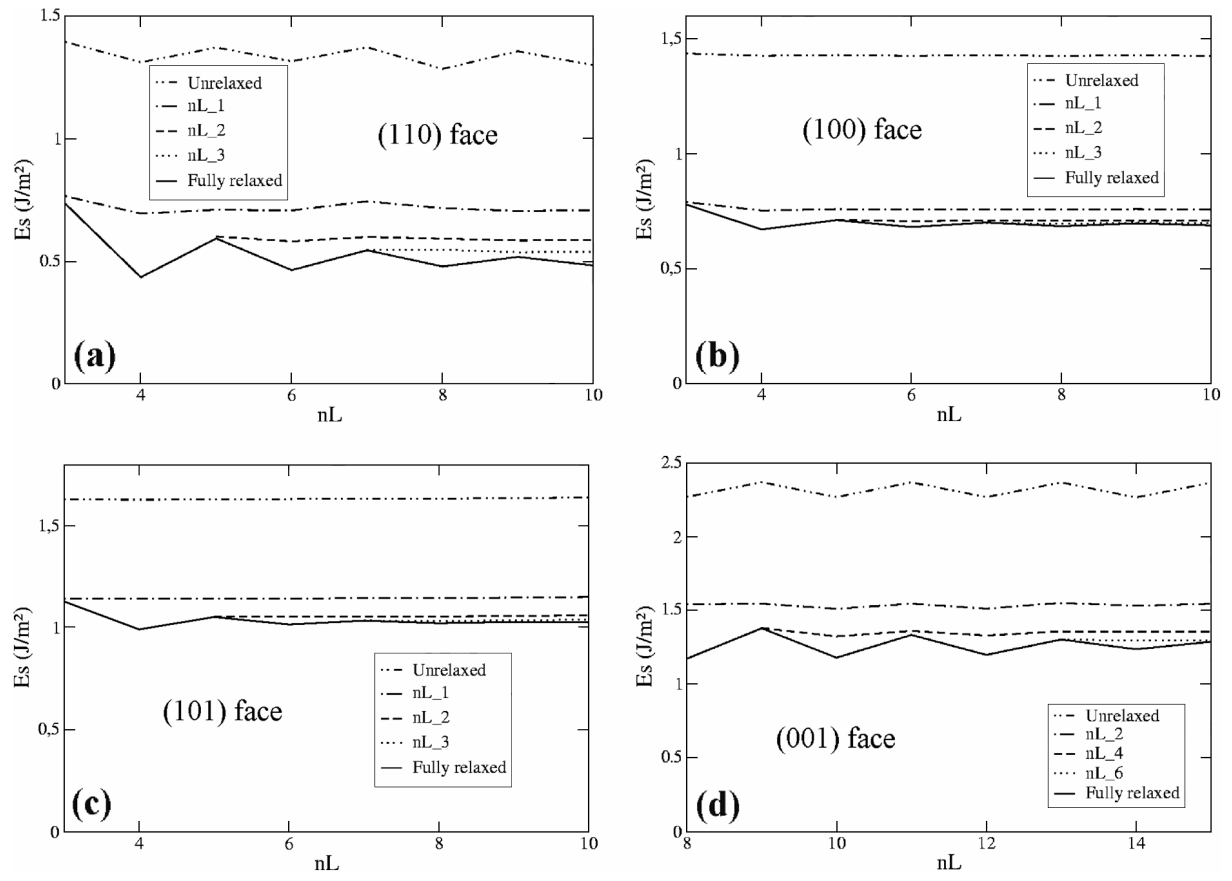 1.5
1
0.5
0
Es (J/m²)
Unrelaxed
nL_1
nL_2
nL_3
Fully relaxed
(110) face
(a)
4
6
8
10
nL
1.5
1
0,5
0
Es (J/m²)
Unrelaxed
nL_1
nL_2
nL_3
Fully relaxed
(100) face
(b)
4
6
8
10
nL
1,5
1
0,5
0
Es (J/m²)
Unrelaxed
nL_1
nL_2
nL_3
Fully relaxed
(101) face
(c)
4
6
8
10
nL
2.5
2
1.5
1
0.5
0
Es (J/m²)
Unrelaxed
nL_2
nL_4
nL_6
Fully relaxed
(001) face
(d)
8
10
12
14
nL